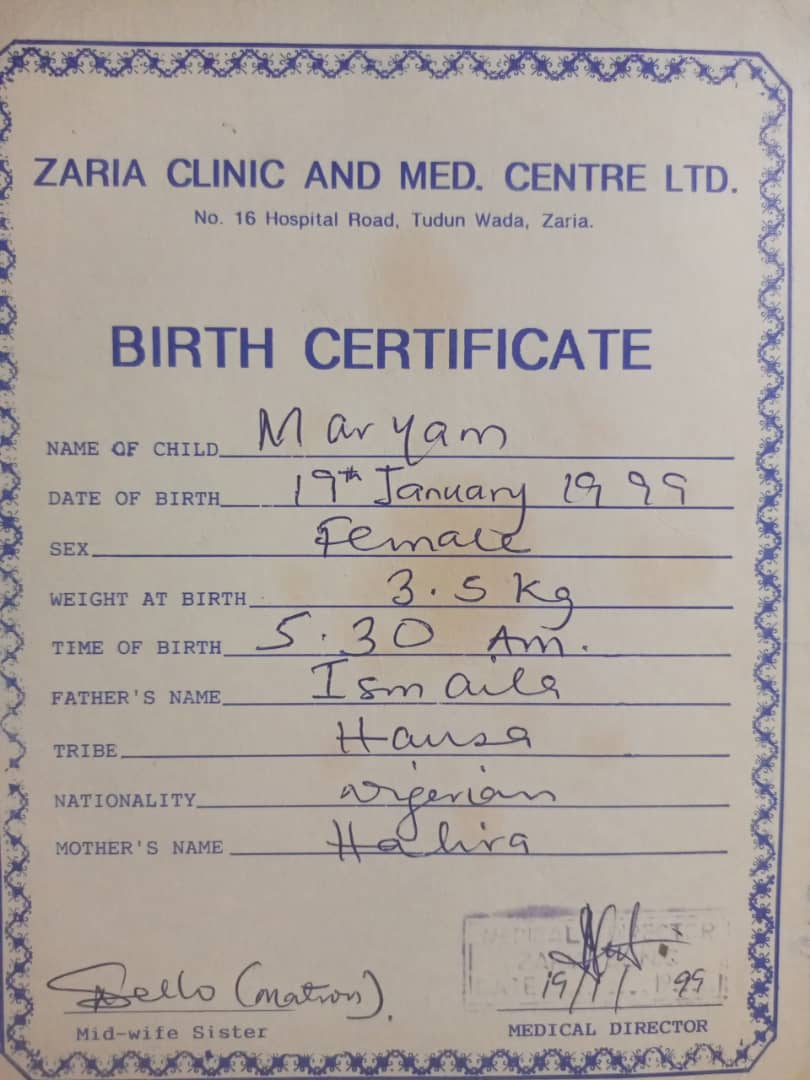 ZARIA CLINIC AND MED. CENTRE LTD.
No. 16 Hospital Road, Tudun Wada, Zaria.
BIRTH CERTIFICATE
NAME OF CHILD Maryam
DATE OF BIRTH 19th January 1999
SEX Female
WEIGHT AT BIRTH 3.5 kg
TIME OF BIRTH 5.30 Am.
FATHER'S NAME Ismaila
TRIBE Hausa
NATIONALITY Nigerian
MOTHER'S NAME Halira
Bello (matron).
Mid-wife Sister
19/1/99
MEDICAL DIRECTOR